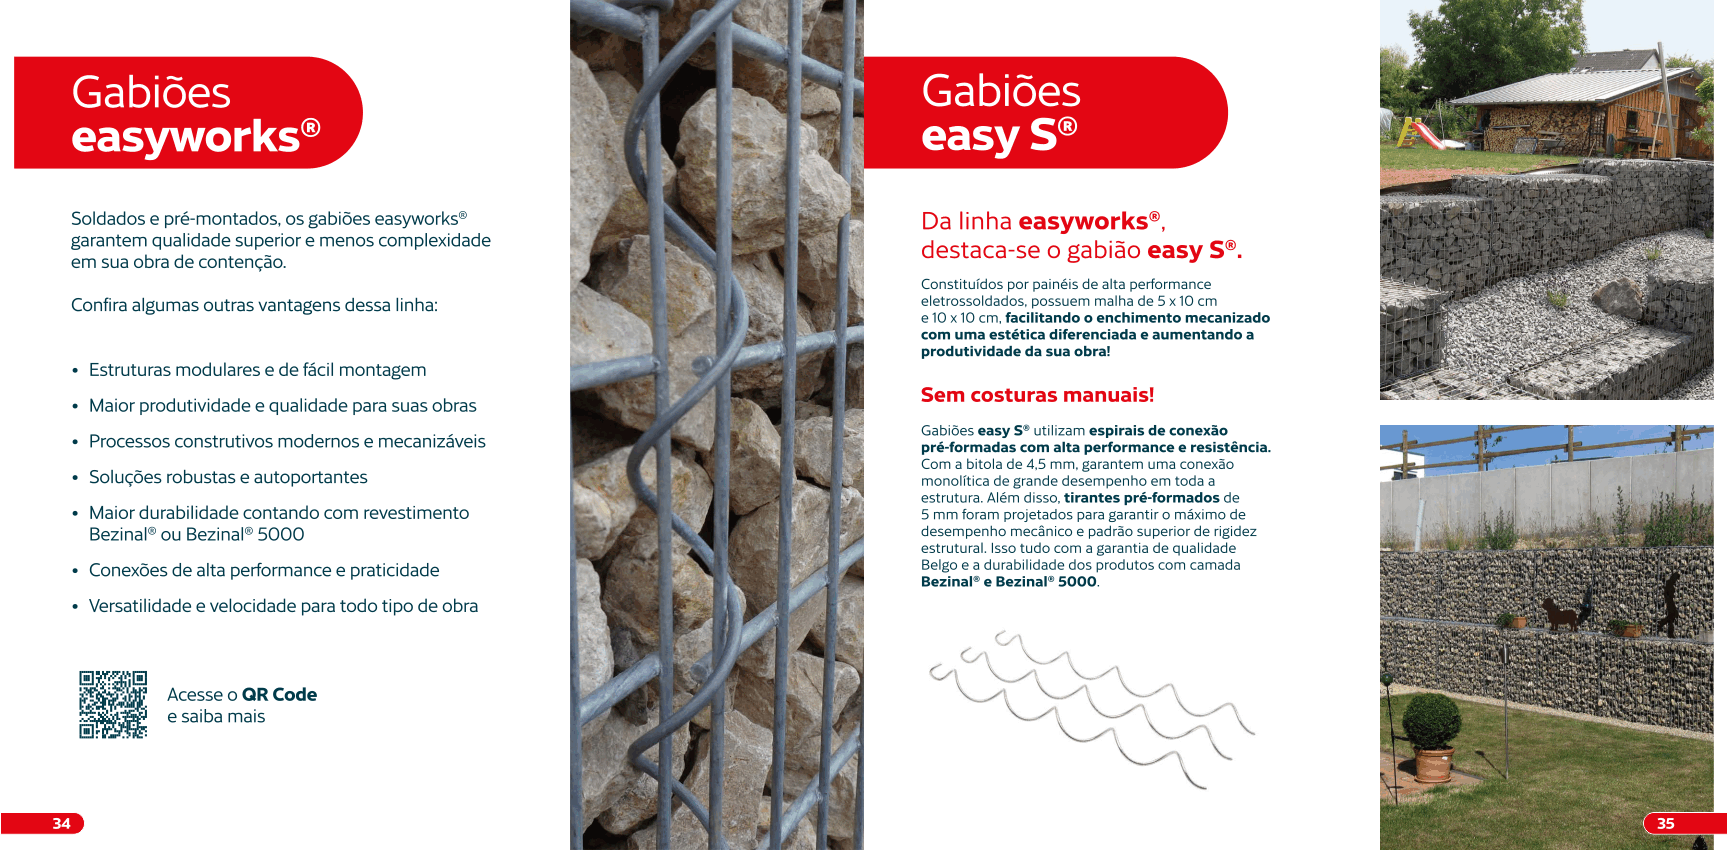 Gabiões
easyworks®
Soldados e pré-montados, os gabiões easyworks®
garantem qualidade superior e menos complexidade
em sua obra de contenção.
Confira algumas outras vantagens dessa linha:
• Estruturas modulares e de fácil montagem
• Maior produtividade e qualidade para suas obras
• Processos construtivos modernos e mecanizáveis
• Soluções robustas e autoportantes
• Maior durabilidade contando com revestimento
Bezinal® ou Bezinal® 5000
• Conexões de alta performance e praticidade
• Versatilidade e velocidade para todo tipo de obra
Acesse o QR Code
e saiba mais
34
Gabiões
easy S®
Da linha easyworks®,
destaca-se o gabião easy S®.
Constituídos por painéis de alta performance
eletrossoldados, possuem malha de 5 x 10 cm
e 10 x 10 cm, facilitando o enchimento mecanizado
com uma estética diferenciada e aumentando a
produtividade da sua obra!
Sem costuras manuais!
Gabiões easy S® utilizam espirais de conexão
pré-formadas com alta performance e resistência.
Com a bitola de 4,5 mm, garantem uma conexão
monolítica de grande desempenho em toda a
estrutura. Além disso, tirantes pré-formados de
5 mm foram projetados para garantir o máximo de
desempenho mecânico e padrão superior de rigidez
estrutural. Isso tudo com a garantia de qualidade
Belgo e a durabilidade dos produtos com camada
Bezinal® e Bezinal® 5000.
35